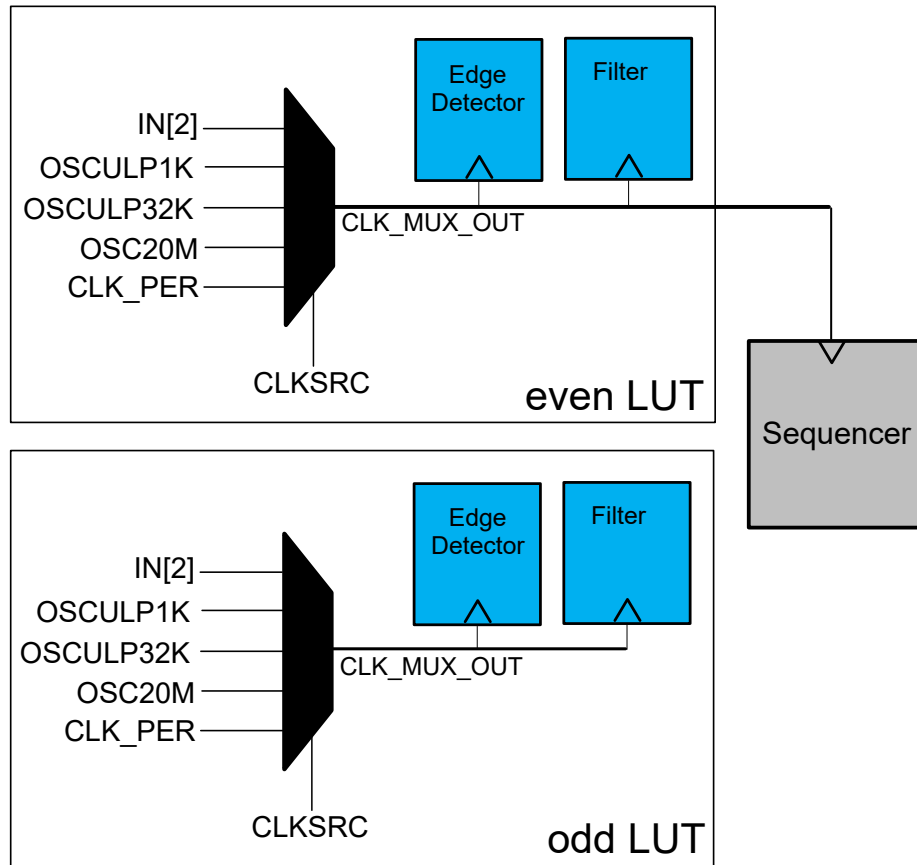 Edge
Detector
Filter
IN[2]
OSCULP1K
OSCULP32K
OSC20M
CLK_PER
CLK_MUX_OUT
CLKSRC
even LUT
Sequencer
Edge
Detector
Filter
IN[2]
OSCULP1K
OSCULP32K
OSC20M
CLK_PER
CLK_MUX_OUT
CLKSRC
odd LUT